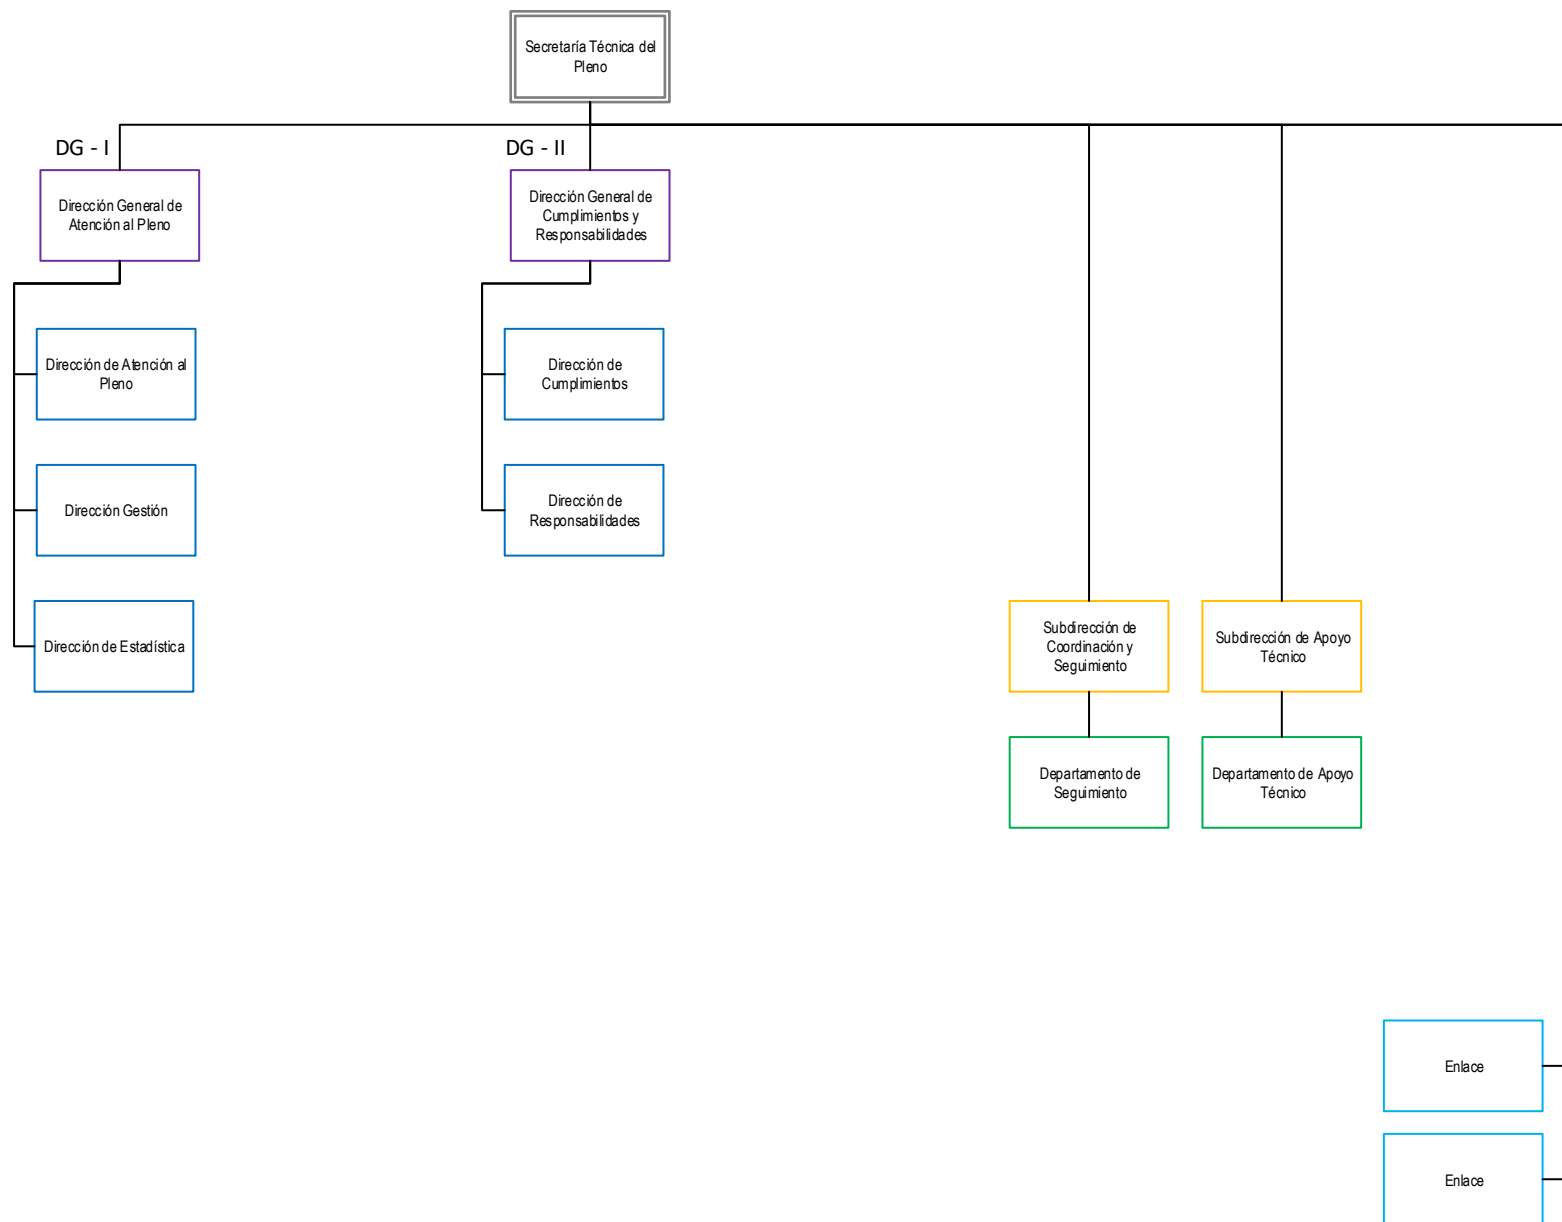 Secretaría Técnica del
Pleno
DG - I
DG - II
Dirección General de
Atención al Pleno
Dirección General de
Cumplimientos y
Responsabilidades
Dirección de Atención al
Pleno
Dirección de
Cumplimientos
Dirección Gestión
Dirección de
Responsabilidades
Dirección de Estadística
Subdirección de
Coordinación y
Seguimiento
Subdirección de Apoyo
Técnico
Departamento de
Seguimiento
Departamento de Apoyo
Técnico
Enlace
Enlace